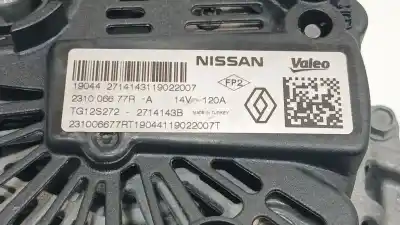 NISSAN Valeo
19044 2714143119022007
2310 066 77R -A 14V 120A
FP2
TG12S272 - 2714143B MADE IN TURKEY
231006677RT19044119022007T